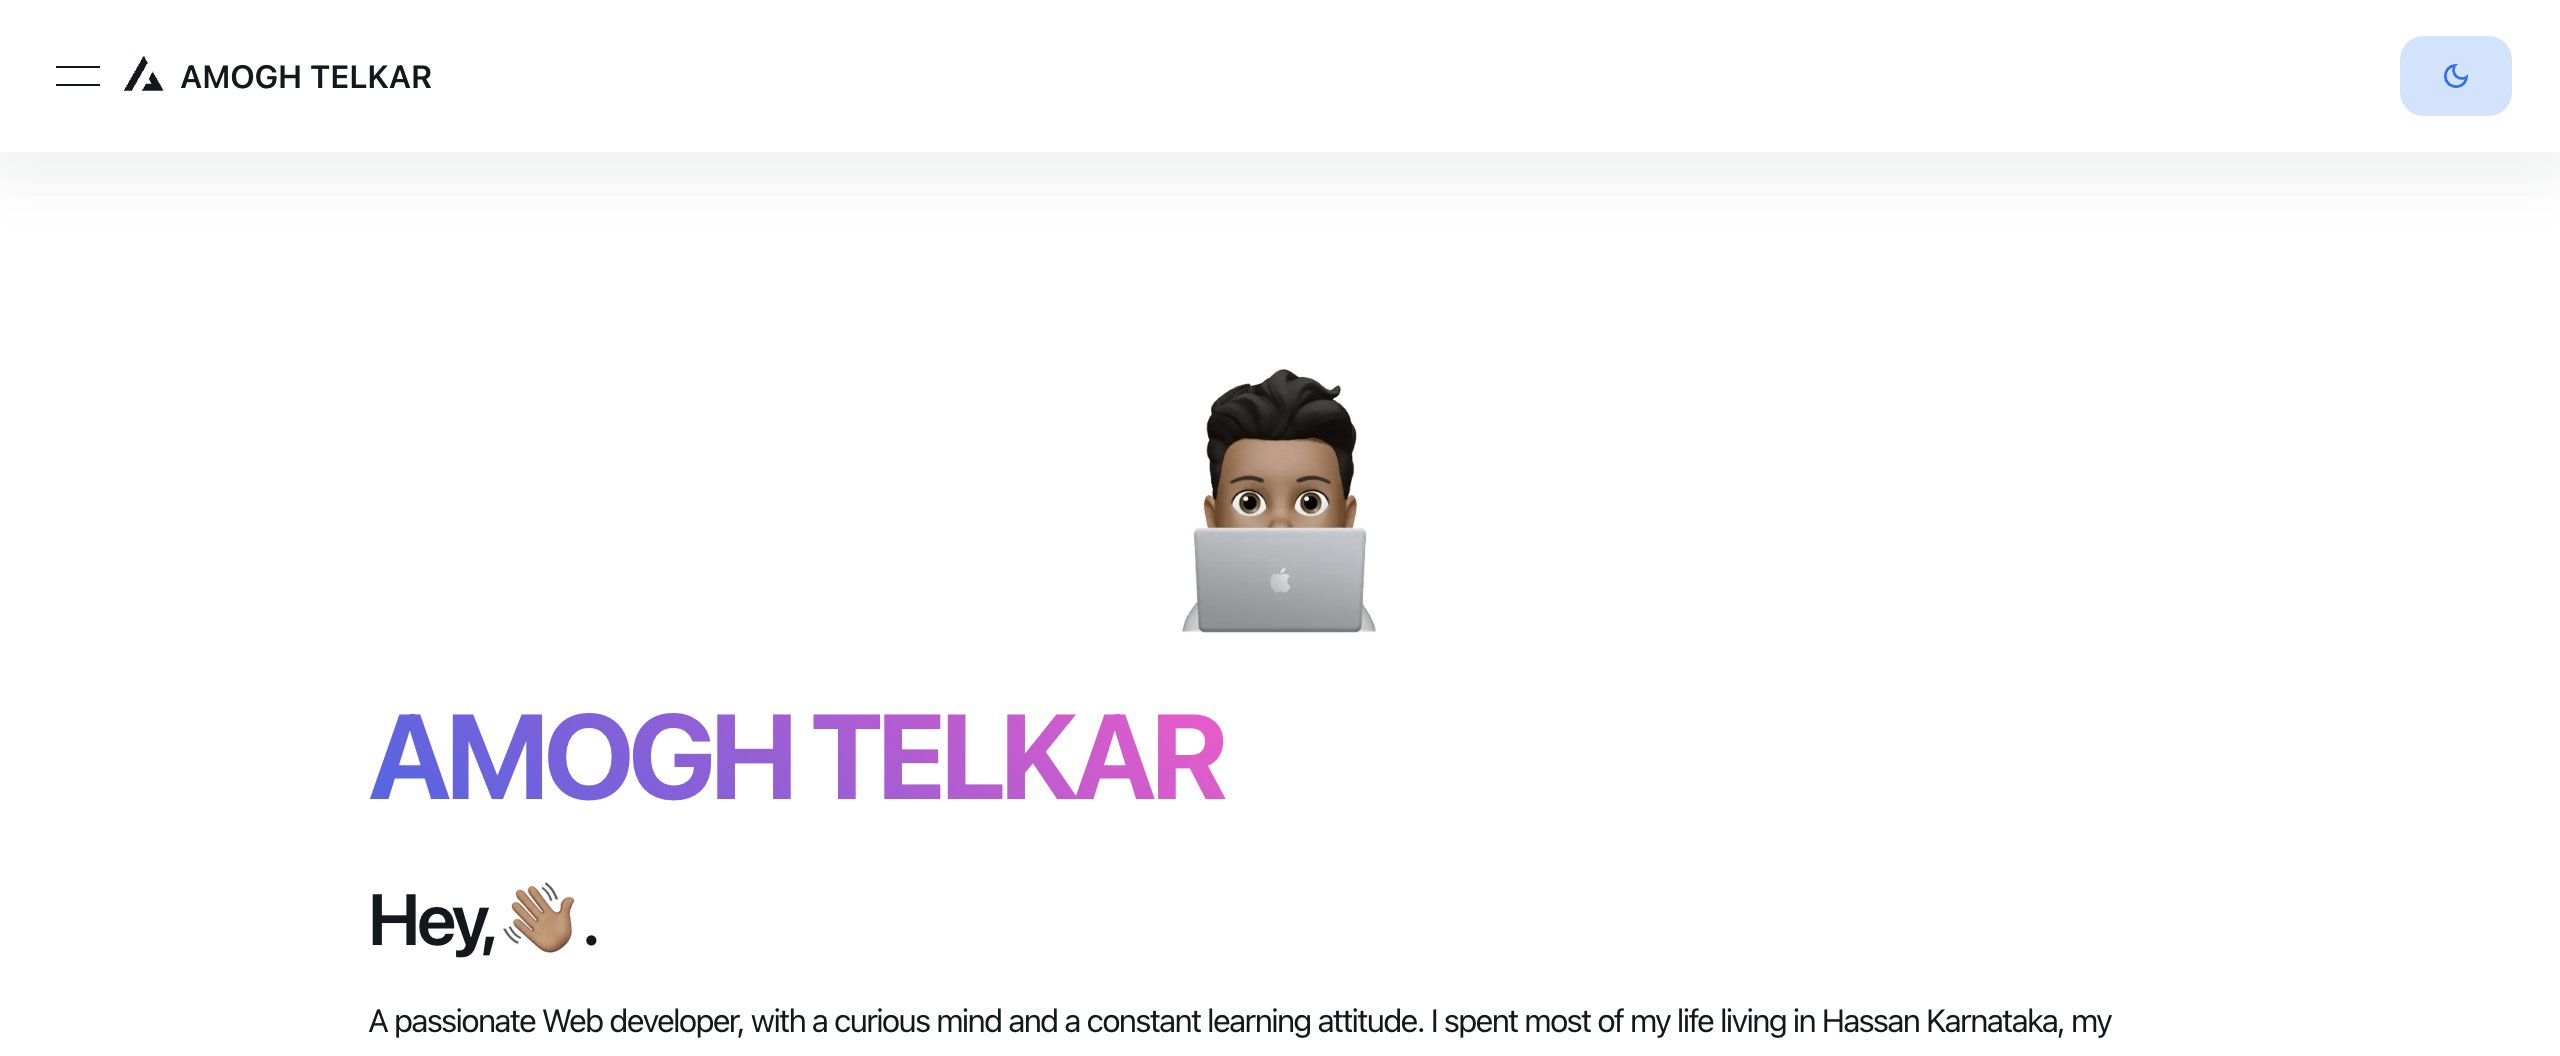 AMOGH TELKAR
AMOGH TELKAR
Hey,👋🏽.
A passionate Web developer, with a curious mind and a constant learning attitude. I spent most of my life living in Hassan Karnataka, my